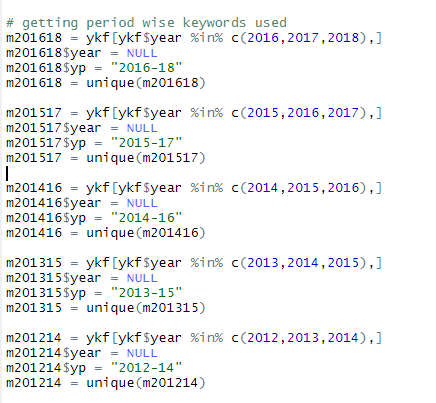 # getting period wise keywords used
m201618 = ykf[ykf$year %in% c(2016,2017,2018),]
m201618$year = NULL
m201618$yp = "2016-18"
m201618 = unique(m201618)
m201517 = ykf[ykf$year %in% c(2015,2016,2017),]
m201517$year = NULL
m201517$yp = "2015-17"
m201517 = unique(m201517)
m201416 = ykf[ykf$year %in% c(2014,2015,2016),]
m201416$year = NULL
m201416$yp = "2014-16"
m201416 = unique(m201416)
m201315 = ykf[ykf$year %in% c(2013,2014,2015),]
m201315$year = NULL
m201315$yp = "2013-15"
m201315 = unique(m201315)
m201214 = ykf[ykf$year %in% c(2012,2013,2014),]
m201214$year = NULL
m201214$yp = "2012-14"
m201214 = unique(m201214)